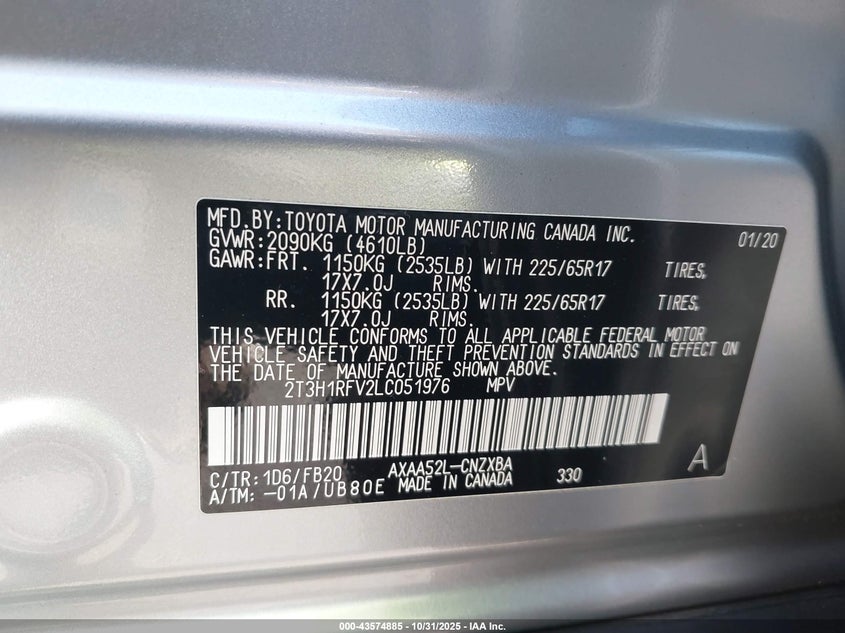 MFD.BY:TOYOTA MOTOR MANUFACTURING CANADA INC. 01/20
GVWR:2090KG (4610LB)
GAWR:FRT. 1150KG (2535LB) WITH 225/65R17 TIRES,
17X7.0J RIMS.
RR. 1150KG (2535LB) WITH 225/65R17 TIRES,
17X7.0J RIMS.
THIS VEHICLE CONFORMS TO ALL APPLICABLE FEDERAL MOTOR
VEHICLE SAFETY AND THEFT PREVENTION STANDARDS IN EFFECT ON
THE DATE OF MANUFACTURE SHOWN ABOVE.
2T3H1RFV2LC051976 MPV
C/TR: 1D6/FB20 AXAA52L-CNZXBA 330 A
A/TM: -01A/UB80E MADE IN CANADA
000-43574885 - 10/31/2025 - IAA Inc.